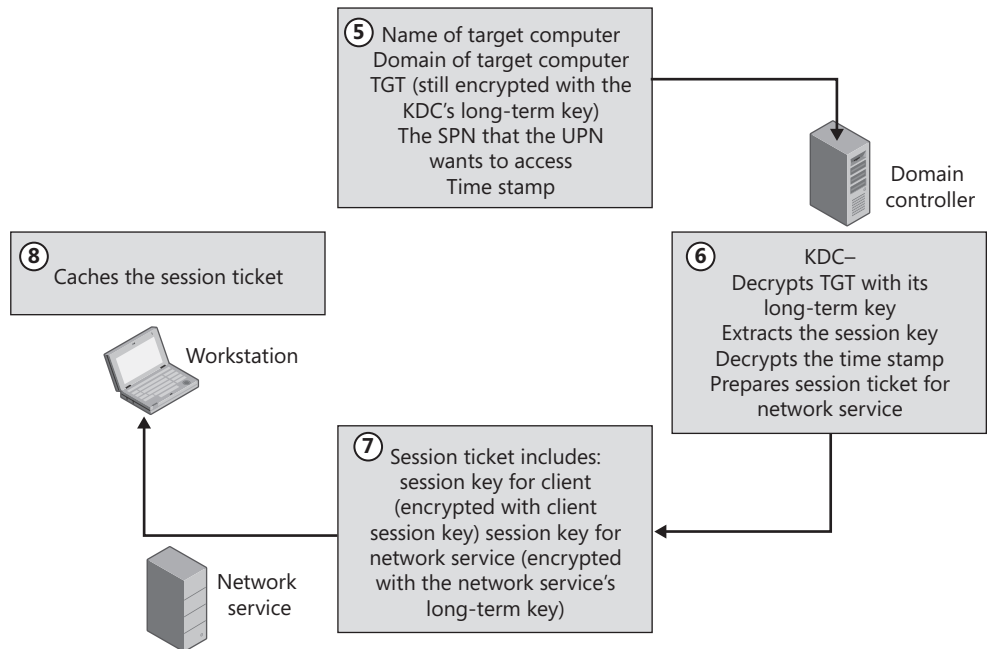 5
Name of target computer
Domain of target computer
TGT (still encrypted with the
KDC's long-term key)
The SPN that the UPN
wants to access
Time stamp
Domain
controller
8
Caches the session ticket
Workstation
6
KDC–
Decrypts TGT with its
long-term key
Extracts the session key
Decrypts the time stamp
Prepares session ticket for
network service
7
Session ticket includes:
session key for client
(encrypted with client
session key) session key for
network service (encrypted
with the network service's
long-term key)
Network
service